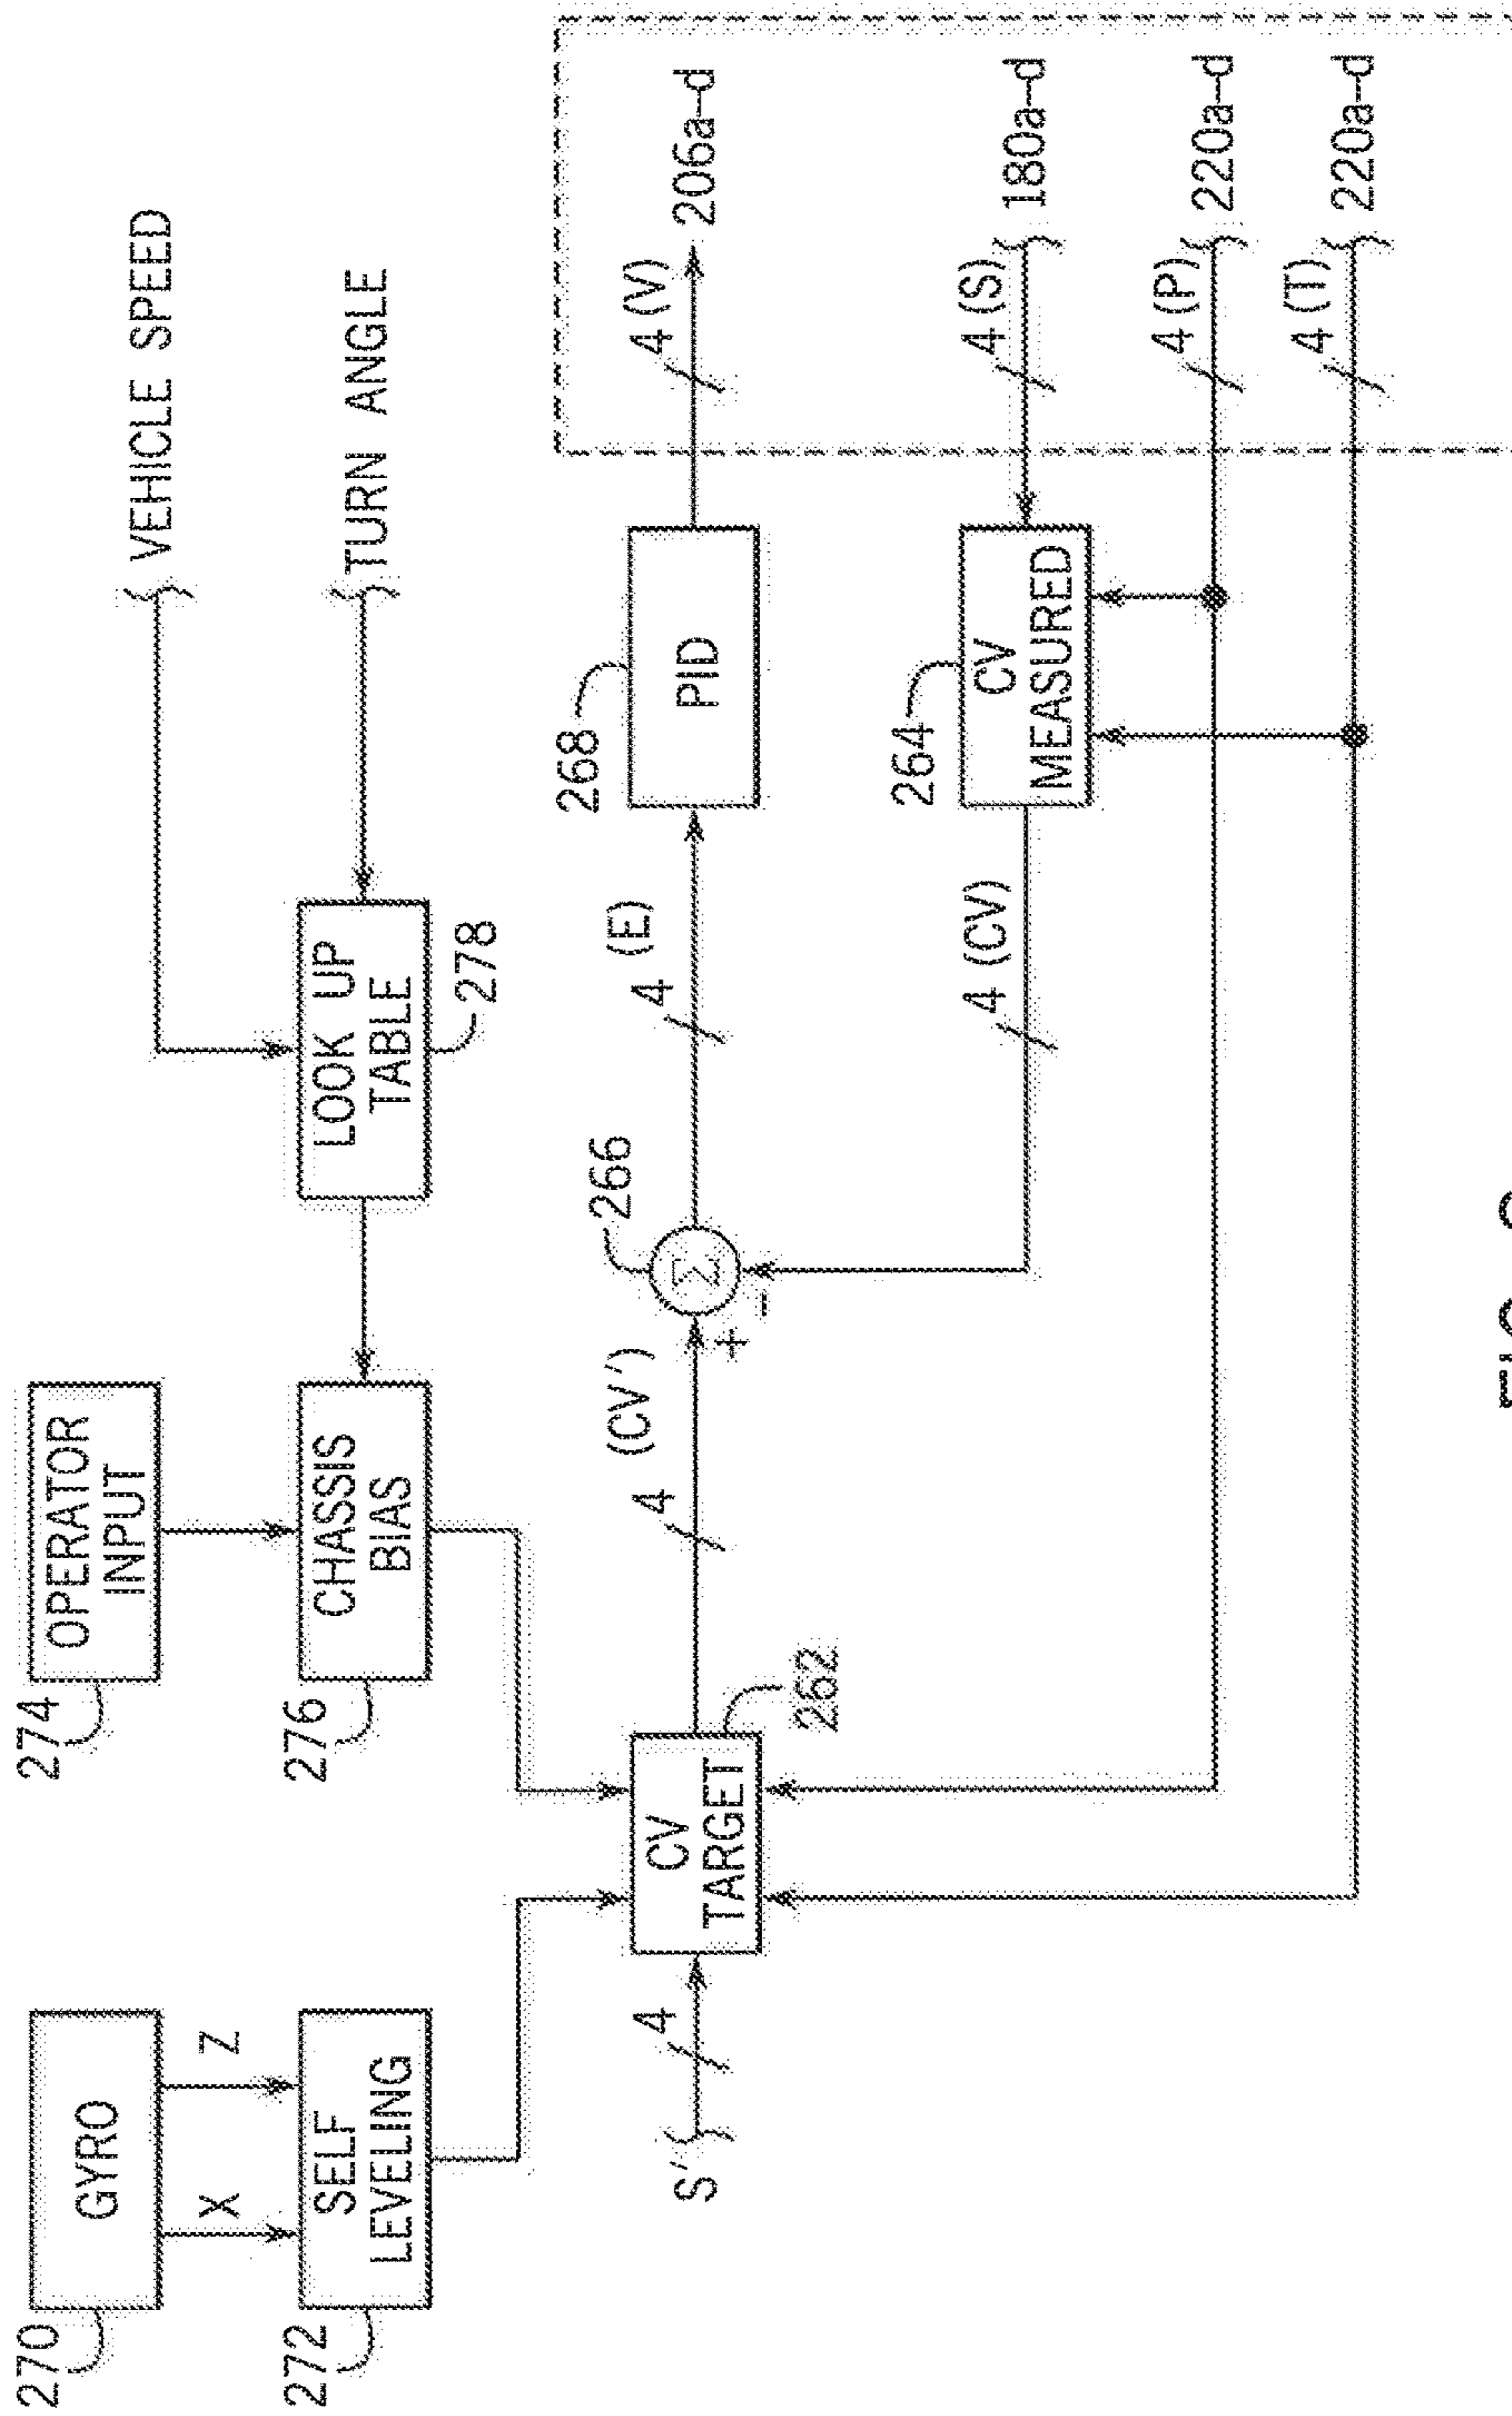 270
GYRO
X
Z
272
SELF
LEVELING
274
OPERATOR
INPUT
276
CHASSIS
BIAS
LOOK UP
TABLE
278
VEHICLE SPEED
TURN ANGLE
S'
4
CV
TARGET
262
4 (CV')
+
-
Σ
266
4 (E)
268
PID
4 (V)
206a-d
4 (CV)
264
CV
MEASURED
4 (S)
180a-d
4 (P)
220a-d
4 (T)
220a-d